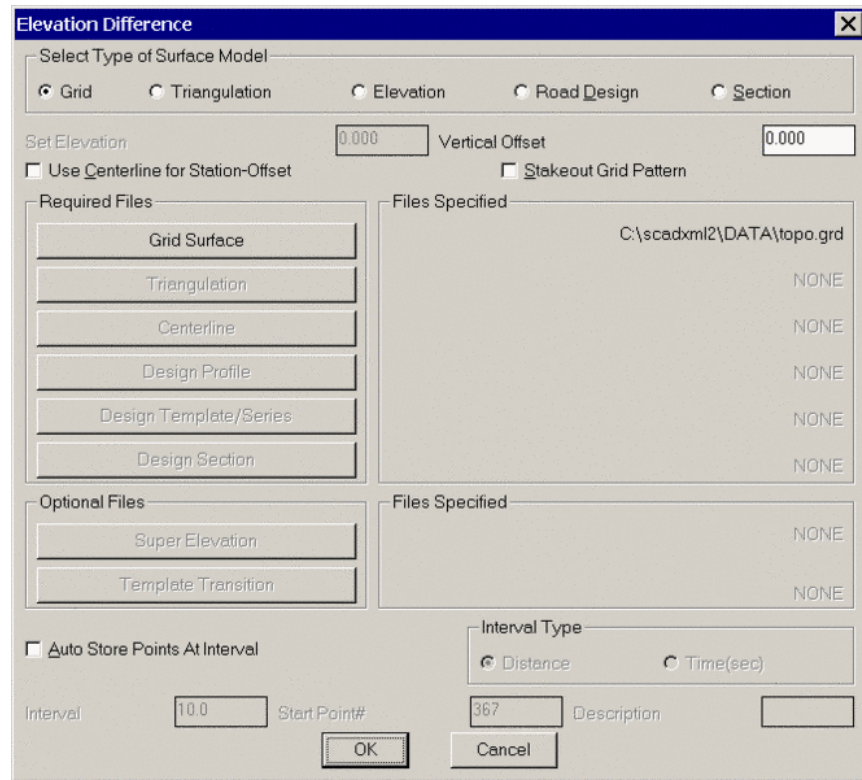 Elevation Difference
Select Type of Surface Model
Grid Triangulation Elevation Road Design Section
Set Elevation 0.000 Vertical Offset 0.000
Use Centerline for Station-Offset Stakeout Grid Pattern
Required Files Files Specified
Grid Surface C:\scadxml2\DATA\topo.grd
Triangulation NONE
Centerline NONE
Design Profile NONE
Design Template/Series NONE
Design Section NONE
Optional Files Files Specified
Super Elevation NONE
Template Transition NONE
Auto Store Points At Interval Interval Type
Distance Time(sec)
Interval 10.0 Start Point# 367 Description
OK Cancel